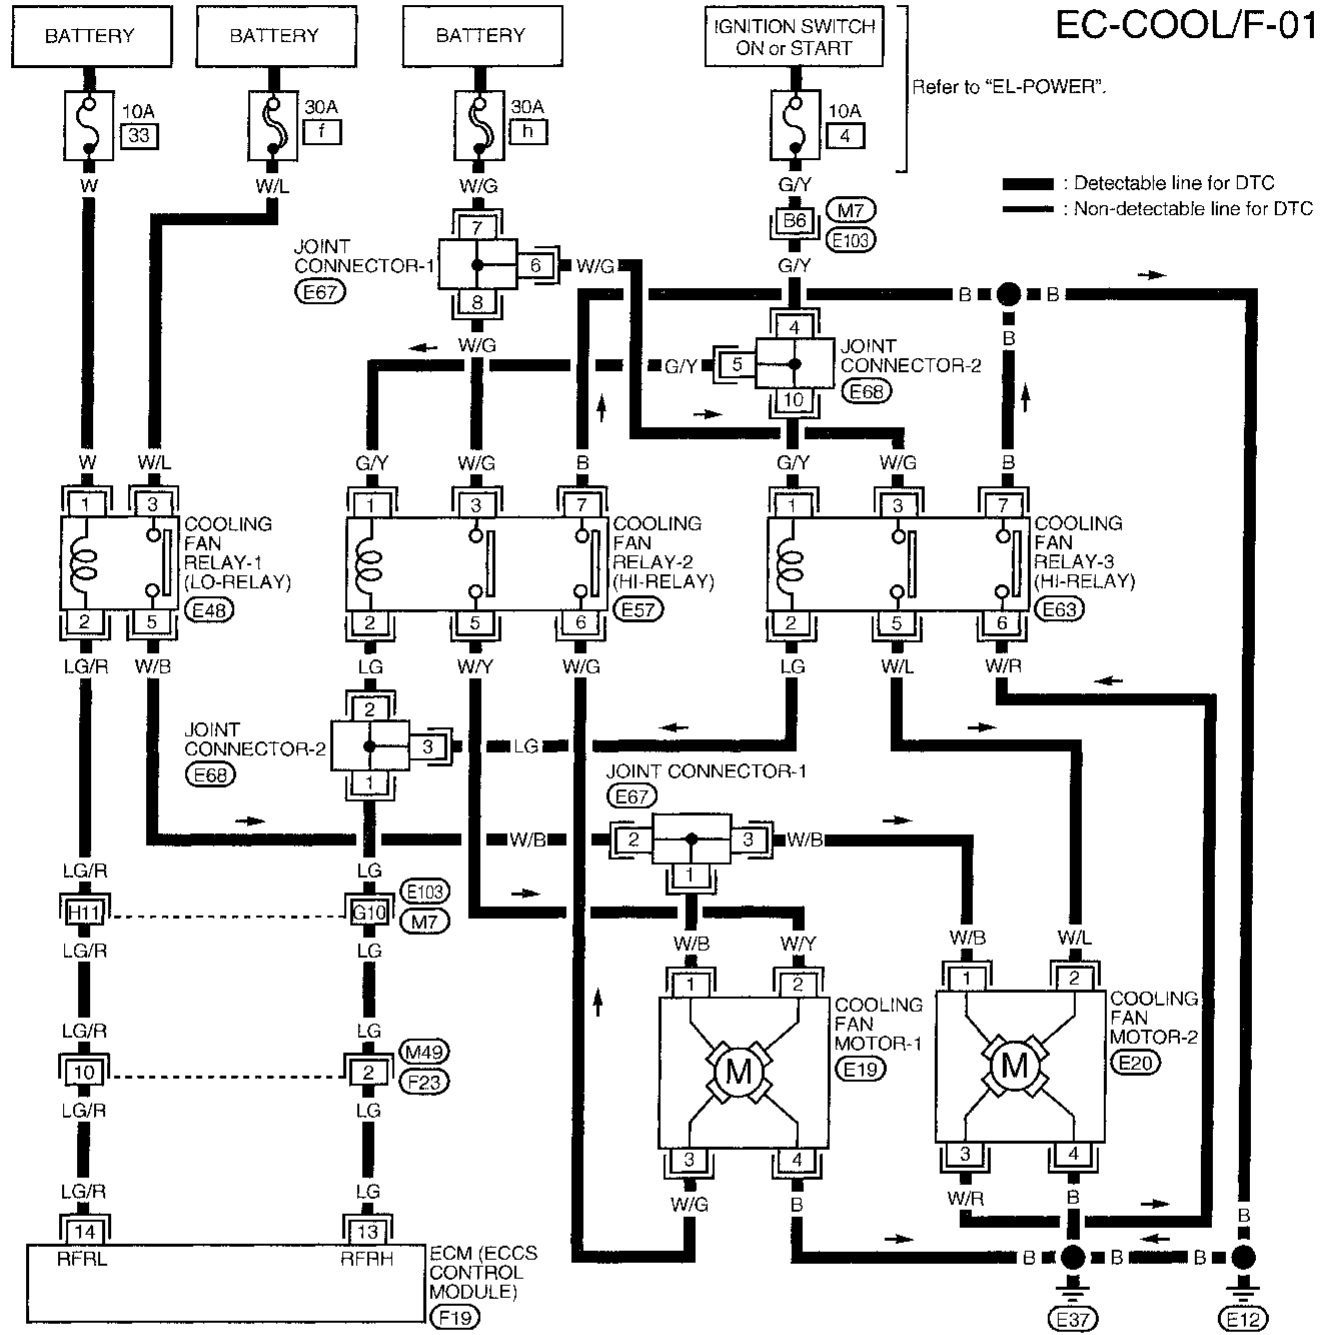 EC-COOL/F-01
BATTERY
BATTERY
BATTERY
IGNITION SWITCH
ON or START
Refer to "EL-POWER".
10A
33
30A
f
30A
h
10A
4
: Detectable line for DTC
: Non-detectable line for DTC
W
W/L
W/G
G/Y
B6
M7
E103
G/Y
7
JOINT
CONNECTOR-1
E67
6
W/G
8
W/G
B
B
B
4
G/Y
5
JOINT
CONNECTOR-2
E68
10
W
W/L
G/Y
W/G
B
G/Y
W/G
B
1
3
1
3
7
1
3
7
COOLING
FAN
RELAY-1
(LO-RELAY)
E48
COOLING
FAN
RELAY-2
(HI-RELAY)
E57
COOLING
FAN
RELAY-3
(HI-RELAY)
E63
2
5
2
5
6
2
5
6
LG/R
W/B
LG
W/Y
W/G
LG
W/L
W/R
JOINT
CONNECTOR-2
E68
2
3
LG
1
JOINT CONNECTOR-1
E67
W/B
2
3
W/B
1
LG/R
LG
H11
G10
E103
M7
LG/R
LG
W/B
W/Y
W/B
W/L
1
2
1
2
COOLING
FAN
MOTOR-1
E19
COOLING
FAN
MOTOR-2
E20
M
M
LG/R
LG
10
2
M49
F23
LG/R
LG
3
4
3
4
W/G
B
W/R
B
B
LG/R
LG
14
13
RFRL
RFRH
ECM (ECCS
CONTROL
MODULE)
F19
B
B
B
E37
E12